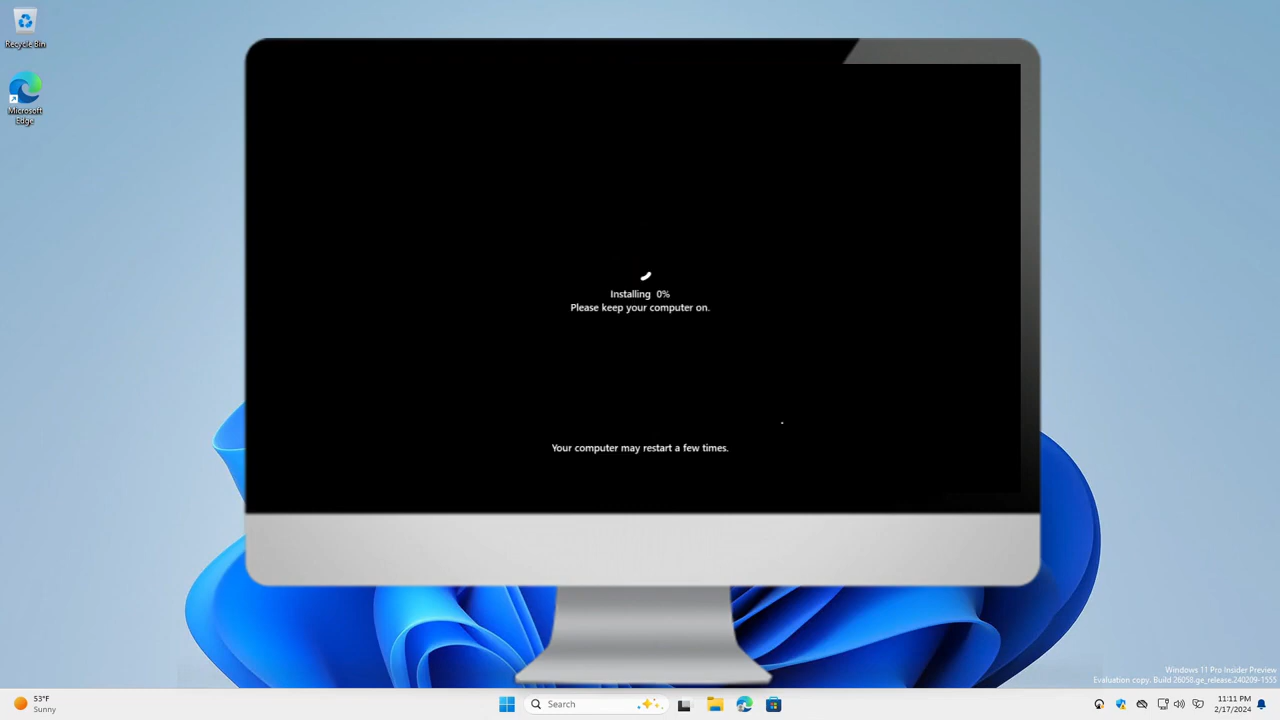 Recycle Bin
Microsoft
Edge
Installing 0%
Please keep your computer on.
Your computer may restart a few times.
Windows 11 Pro Insider Preview
Evaluation copy. Build 26058.ge_release.240209-1555
53°F
Sunny
Search
11:11 PM
2/17/2024